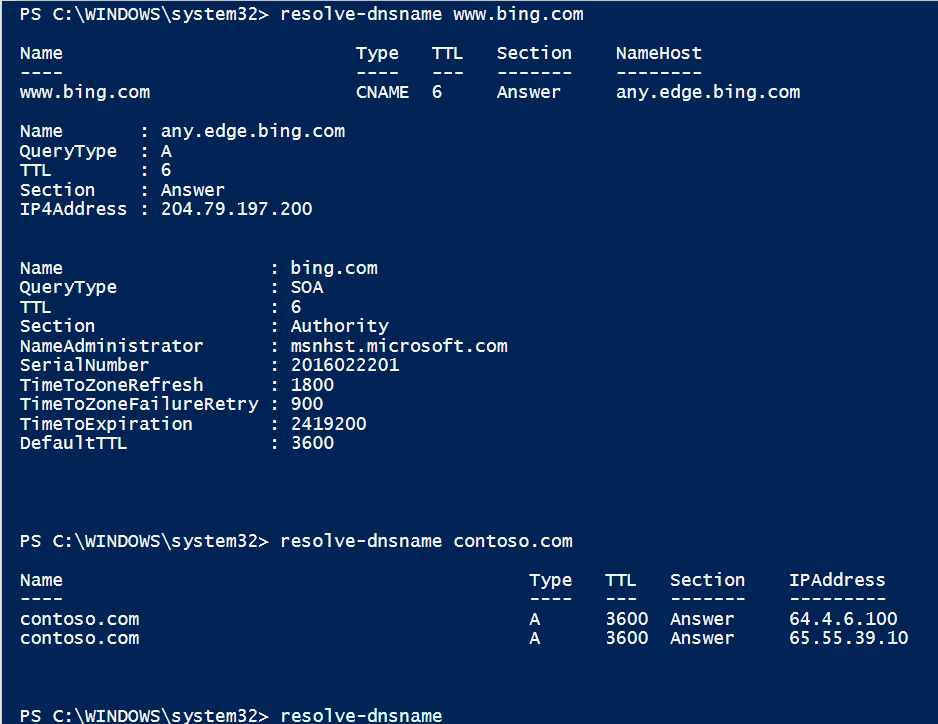 PS C:\WINDOWS\system32> resolve-dnsname www.bing.com
Name Type TTL Section NameHost
---- ---- --- ------- --------
www.bing.com CNAME 6 Answer any.edge.bing.com
Name : any.edge.bing.com
QueryType : A
TTL : 6
Section : Answer
IP4Address : 204.79.197.200
Name : bing.com
QueryType : SOA
TTL : 6
Section : Authority
NameAdministrator : msnhst.microsoft.com
SerialNumber : 2016022201
TimeToZoneRefresh : 1800
TimeToZoneFailureRetry : 900
TimeToExpiration : 2419200
DefaultTTL : 3600
PS C:\WINDOWS\system32> resolve-dnsname contoso.com
Name Type TTL Section IPAddress
---- ---- --- ------- ---------
contoso.com A 3600 Answer 64.4.6.100
contoso.com A 3600 Answer 65.55.39.10
PS C:\WINDOWS\system32> resolve-dnsname